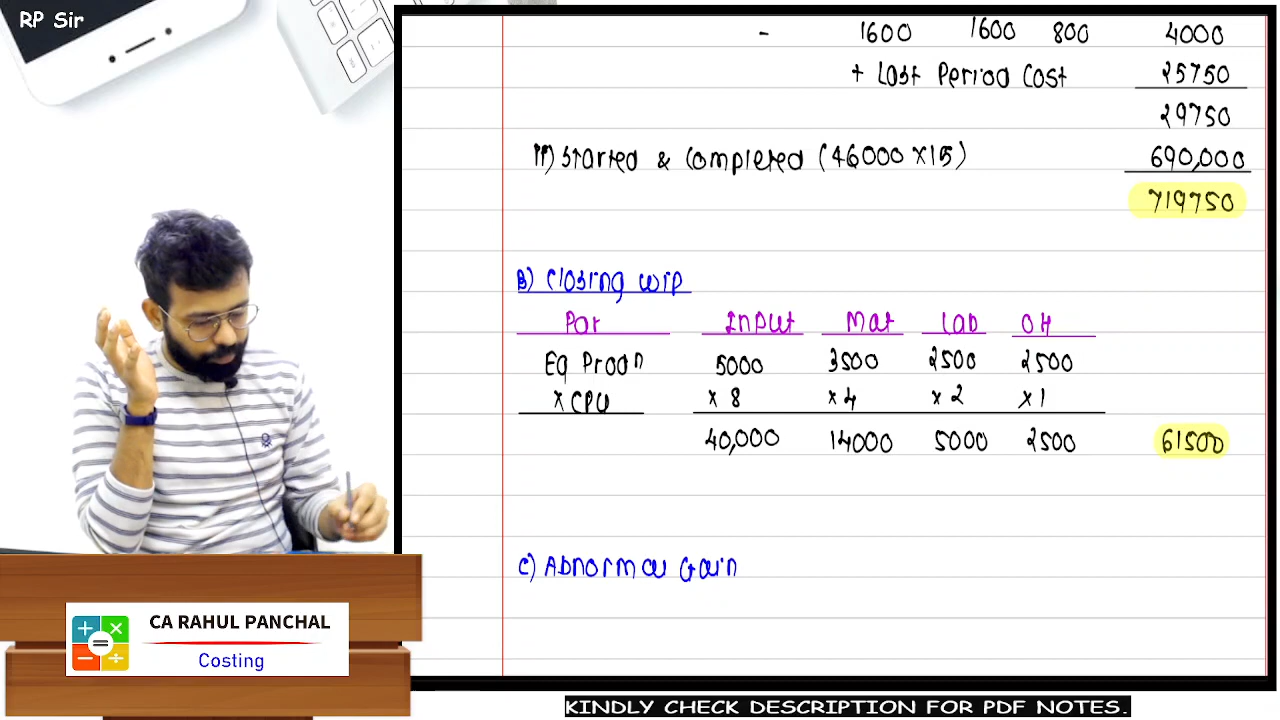 RP Sir
- 1600 1600 800 4000
+ Last Period Cost 25750
29750
II) Started & Completed (46000 x 15) 690,000
719750
B) Closing WIP
Par Input Mat Lab OH
Eq Prodn 5000 3500 2500 2500
x CPU x 8 x 4 x 2 x 1
40,000 14000 5000 2500 61500
C) Abnormal Gain
CA RAHUL PANCHAL
Costing
KINDLY CHECK DESCRIPTION FOR PDF NOTES.